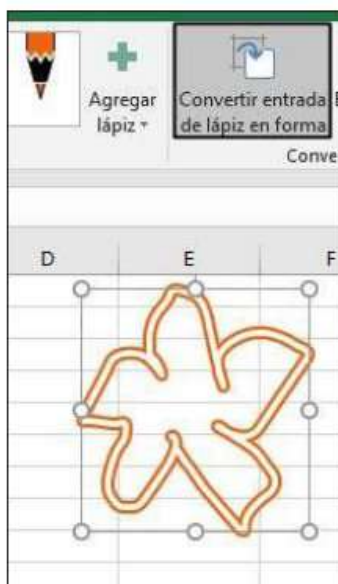 Agregar
lápiz
Convertir entrada
de lápiz en forma
Conve
D E F